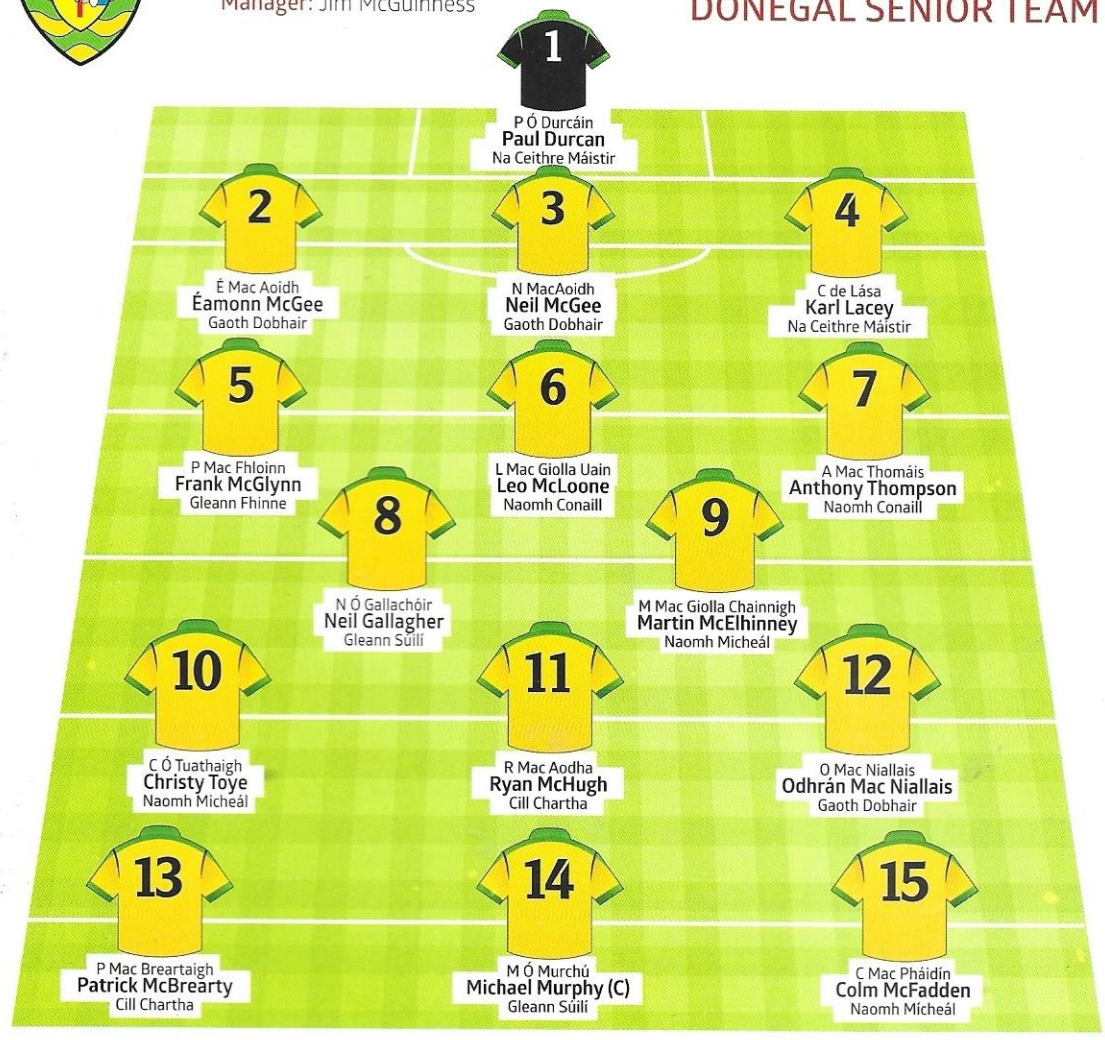 Manager: Jim McGuinness
DONEGAL SENIOR TEAM
1
P Ó Durcáin
Paul Durcan
Na Ceithre Máistir
2
É Mac Aoidh
Éamonn McGee
Gaoth Dobhair
3
N MacAoidh
Neil McGee
Gaoth Dobhair
4
C de Lása
Karl Lacey
Na Ceithre Máistir
5
P Mac Fhloinn
Frank McGlynn
Gleann Fhinne
6
L Mac Giolla Uain
Leo McLoone
Naomh Conaill
7
A Mac Thomáis
Anthony Thompson
Naomh Conaill
8
N Ó Gallachóir
Neil Gallagher
Gleann Súilí
9
M Mac Giolla Chainnigh
Martin McElhinney
Naomh Micheál
10
C Ó Tuathaigh
Christy Toye
Naomh Micheál
11
R Mac Aodha
Ryan McHugh
Cill Chartha
12
O Mac Niallais
Odhrán Mac Niallais
Gaoth Dobhair
13
P Mac Breartaigh
Patrick McBrearty
Cill Chartha
14
M Ó Murchú
Michael Murphy (C)
Gleann Súilí
15
C Mac Pháidín
Colm McFadden
Naomh Mícheál